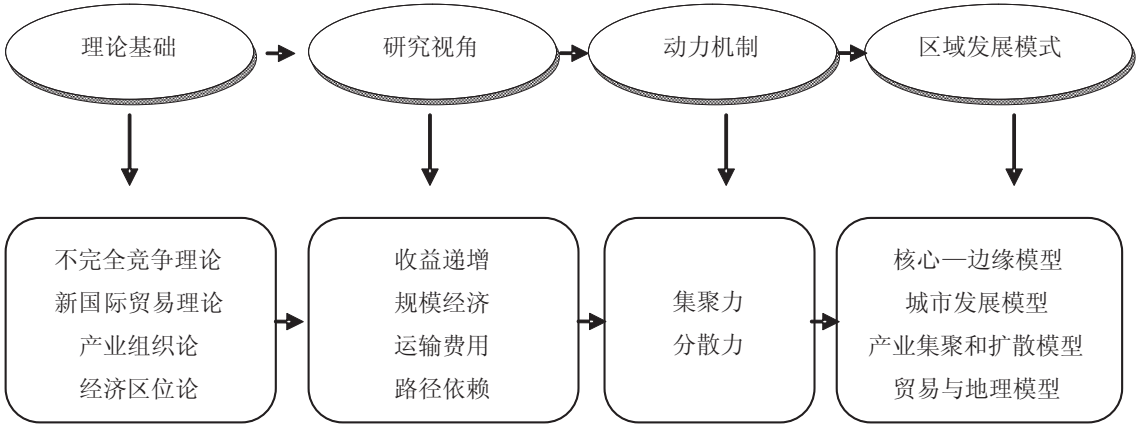 理论基础
研究视角
动力机制
区域发展模式
不完全竞争理论
新国际贸易理论
产业组织论
经济区位论
收益递增
规模经济
运输费用
路径依赖
集聚力
分散力
核心—边缘模型
城市发展模型
产业集聚和扩散模型
贸易与地理模型